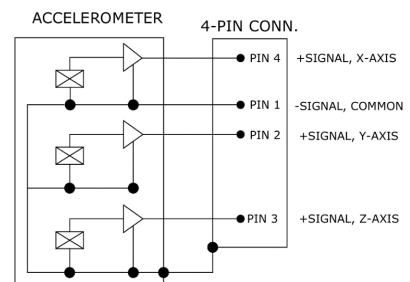 ACCELEROMETER
4-PIN CONN.
PIN 4 +SIGNAL, X-AXIS
PIN 1 -SIGNAL, COMMON
PIN 2 +SIGNAL, Y-AXIS
PIN 3 +SIGNAL, Z-AXIS